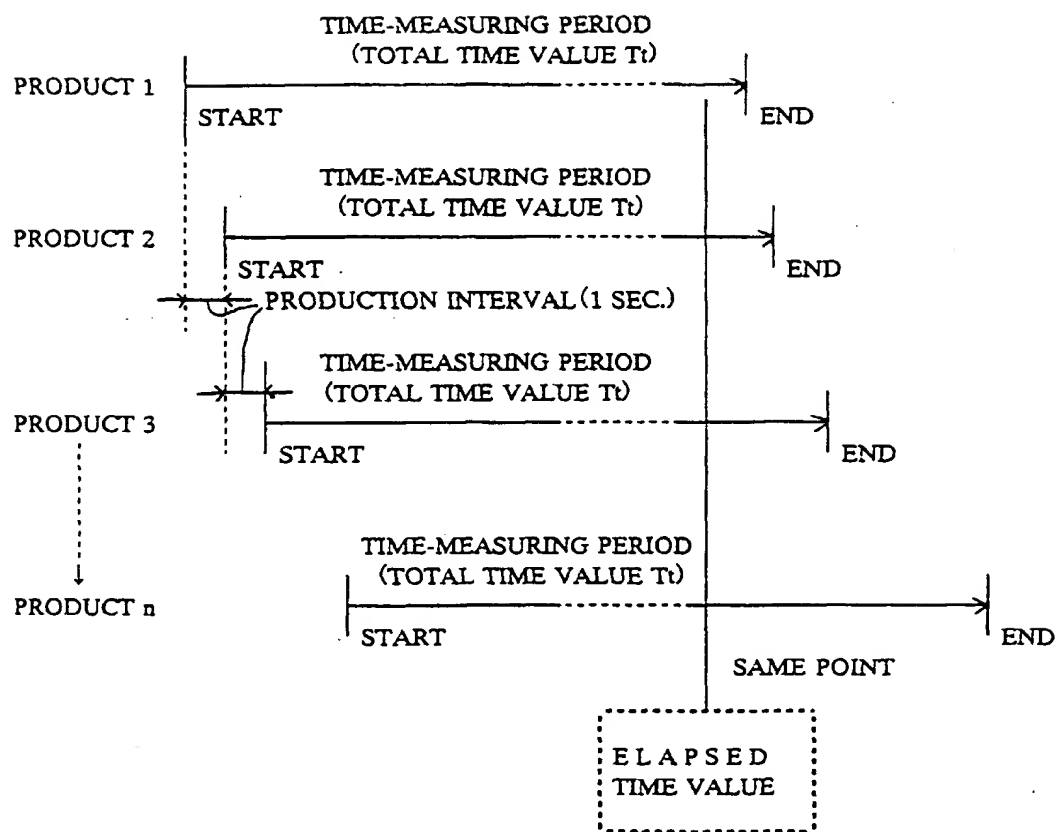 TIME-MEASURING PERIOD
(TOTAL TIME VALUE Tt)
PRODUCT 1
START
END
TIME-MEASURING PERIOD
(TOTAL TIME VALUE Tt)
PRODUCT 2
START
END
PRODUCTION INTERVAL (1 SEC.)
TIME-MEASURING PERIOD
(TOTAL TIME VALUE Tt)
PRODUCT 3
START
END
TIME-MEASURING PERIOD
(TOTAL TIME VALUE Tt)
PRODUCT n
START
END
SAME POINT
ELAPSED
TIME VALUE